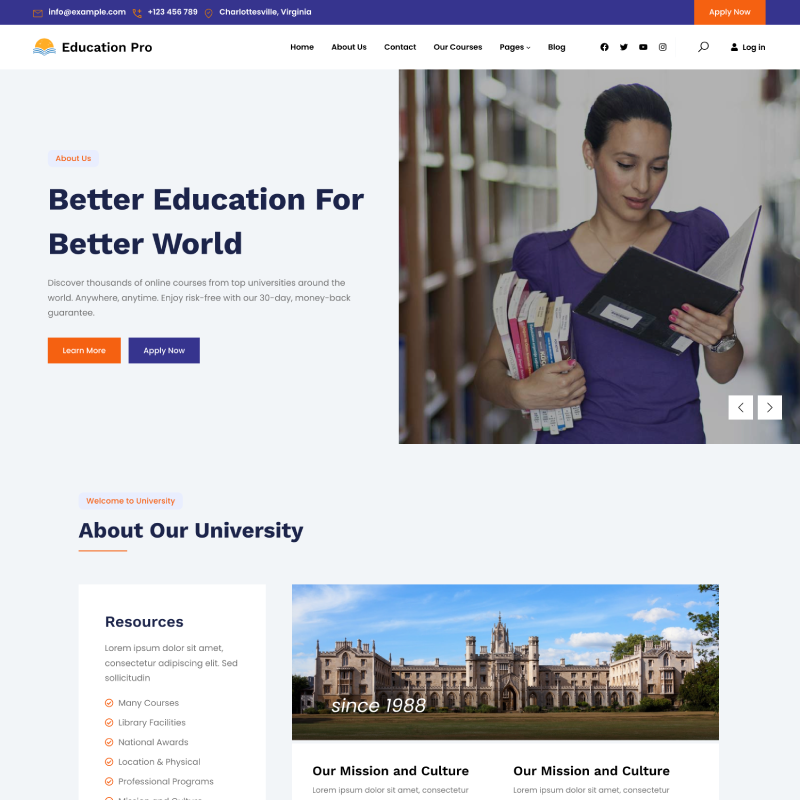 info@example.com +123 456 789 Charlottesville, Virginia Apply Now
Education Pro Home About Us Contact Our Courses Pages Blog Log in
About Us
Better Education For
Better World
Discover thousands of online courses from top universities around the
world. Anywhere, anytime. Enjoy risk-free with our 30-day, money-back
guarantee.
Learn More Apply Now
Welcome to University
About Our University
Resources
Lorem ipsum dolor sit amet,
consectetur adipiscing elit. Sed
sollicitudin
Many Courses
Library Facilities
National Awards
Location & Physical
Professional Programs
since 1988
Our Mission and Culture
Lorem ipsum dolor sit amet, consectetur
Our Mission and Culture
Lorem ipsum dolor sit amet, consectetur